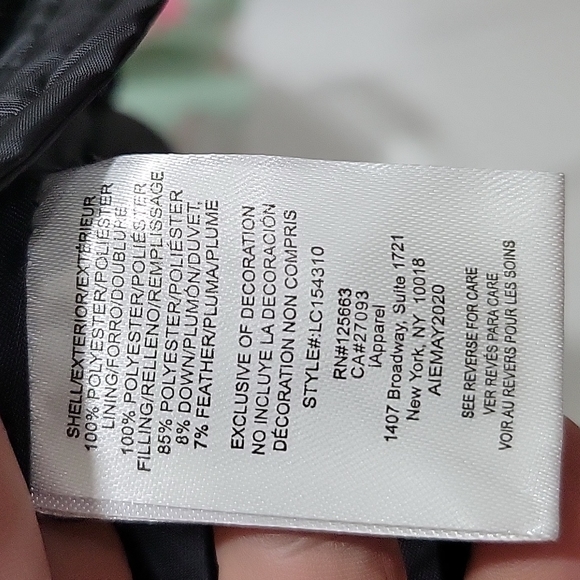 SHELL/EXTERIOR/EXTÉRIEUR
100% POLYESTER/POLIÉSTER
LINING/FORRO/DOUBLURE
100% POLYESTER/POLIÉSTER
FILLING/RELLENO/REMPLISSAGE
85% POLYESTER/POLIÉSTER
8% DOWN/PLUMÓN/DUVET,
7% FEATHER/PLUMA/PLUME
EXCLUSIVE OF DECORATION
NO INCLUYE LA DECORACIÓN
DÉCORATION NON COMPRIS
STYLE#:LC154310
RN#125663
CA#27093
iApparel
1407 Broadway, Suite 1721
New York, NY 10018
AIEMAY2020
SEE REVERSE FOR CARE
VER REVÉS PARA CARE
VOIR AU REVERS POUR LES SOINS